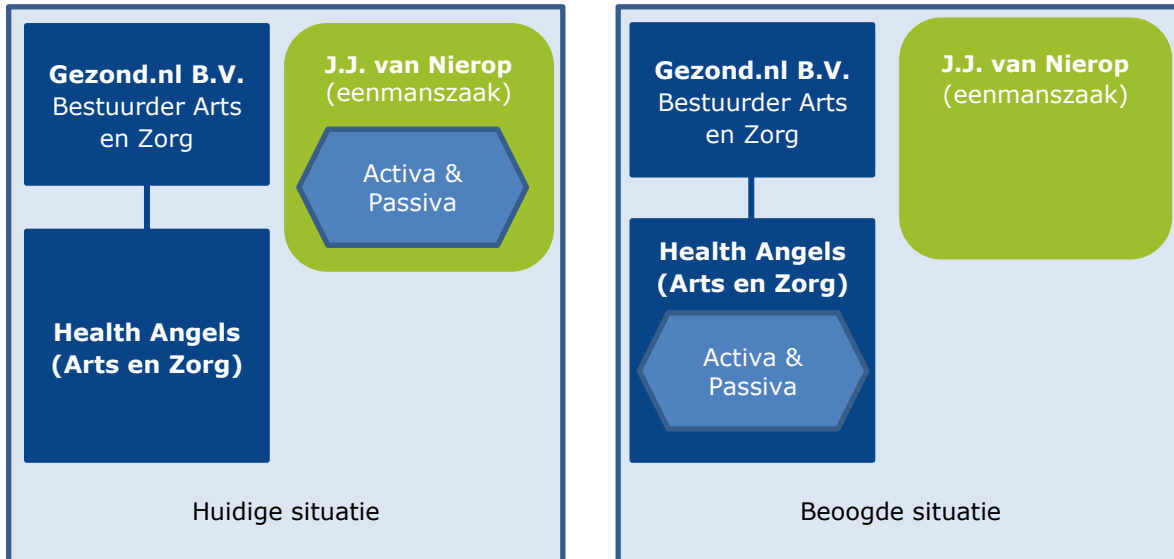 Gezond.nl B.V.
Bestuurder Arts
en Zorg
J.J. van Nierop
(eenmanszaak)
Activa &
Passiva
Health Angels
(Arts en Zorg)
Huidige situatie
Gezond.nl B.V.
Bestuurder Arts
en Zorg
J.J. van Nierop
(eenmanszaak)
Health Angels
(Arts en Zorg)
Activa &
Passiva
Beoogde situatie